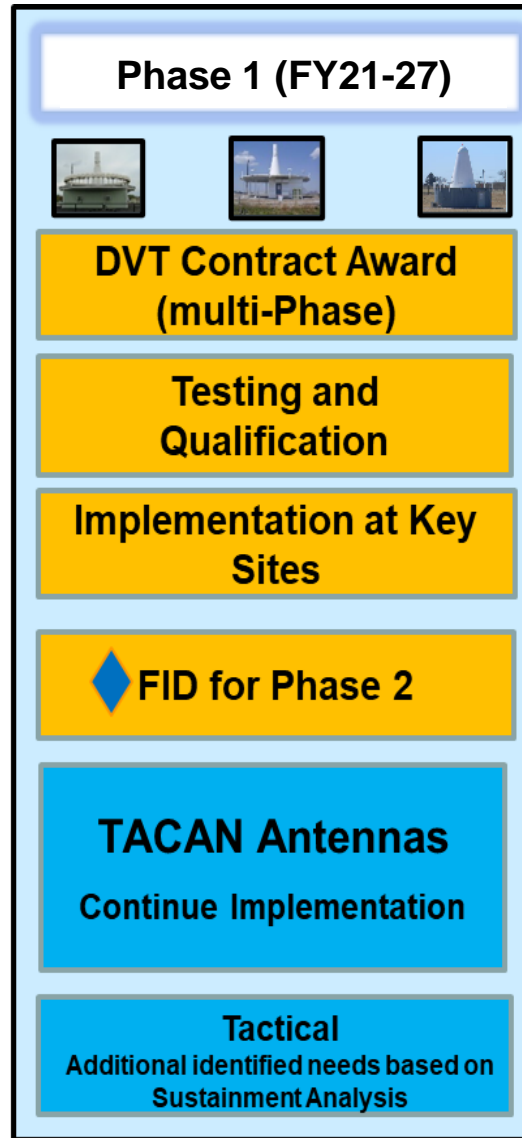 Phase 1 (FY21-27)
DVT Contract Award
(multi-Phase)
Testing and
Qualification
Implementation at Key
Sites
FID for Phase 2
TACAN Antennas
Continue Implementation
Tactical
Additional identified needs based on
Sustainment Analysis